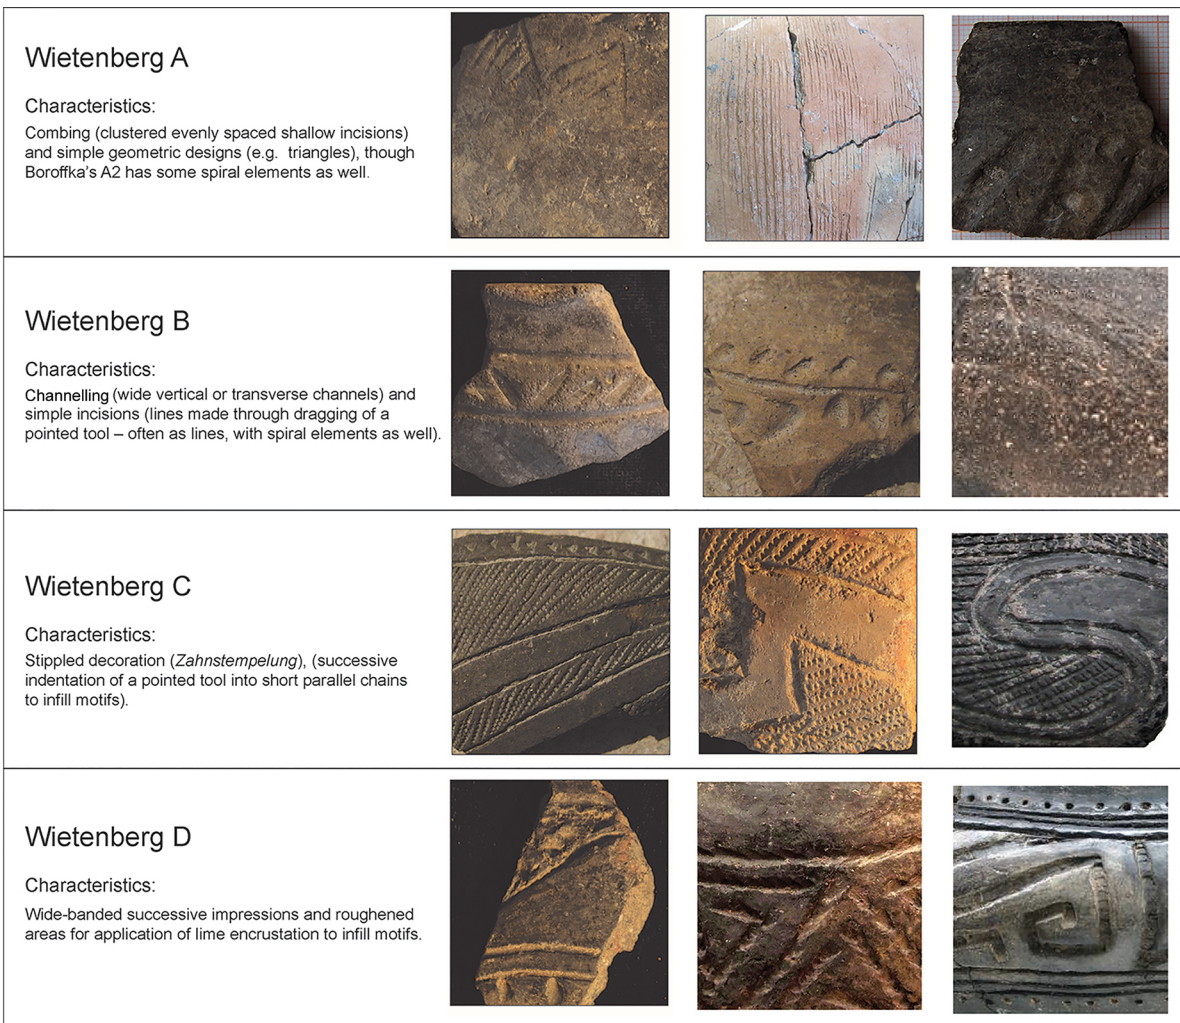 Wietenberg A
Characteristics:
Combing (clustered evenly spaced shallow incisions)
and simple geometric designs (e.g. triangles), though
Boroffka's A2 has some spiral elements as well.
Wietenberg B
Characteristics:
Channelling (wide vertical or transverse channels) and
simple incisions (lines made through dragging of a
pointed tool – often as lines, with spiral elements as well).
Wietenberg C
Characteristics:
Stippled decoration (Zahnstempelung), (successive
indentation of a pointed tool into short parallel chains
to infill motifs).
Wietenberg D
Characteristics:
Wide-banded successive impressions and roughened
areas for application of lime encrustation to infill motifs.